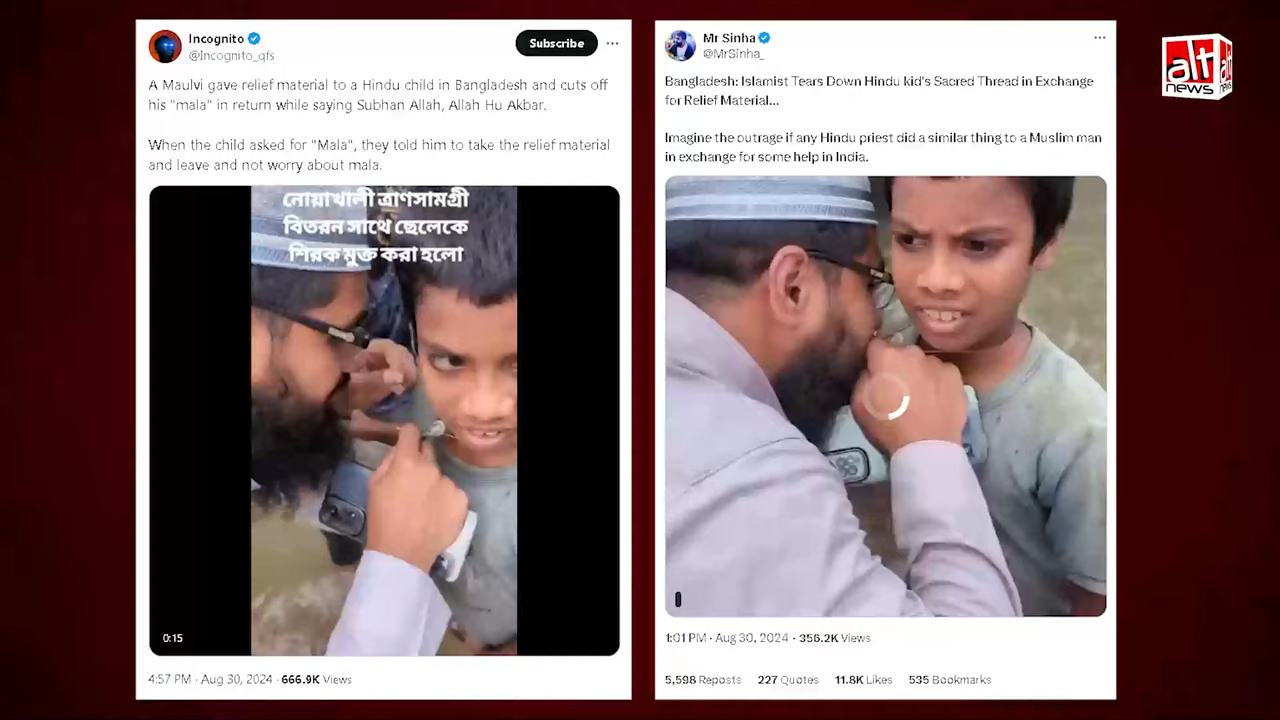 Incognito
@Incognito_qfs
Subscribe
A Maulvi gave relief material to a Hindu child in Bangladesh and cuts off
his "mala" in return while saying Subhan Allah, Allah Hu Akbar.
When the child asked for "Mala", they told him to take the relief material
and leave and not worry about mala.
নোয়াখালী ত্রাণসামগ্রী
বিতরন সাথে ছেলেকে
শিরক মুক্ত করা হলো
0:15
4:57 PM · Aug 30, 2024 · 666.9K Views
Mr Sinha
@MrSinha_
Bangladesh: Islamist Tears Down Hindu kid's Sacred Thread in Exchange
for Relief Material...
Imagine the outrage if any Hindu priest did a similar thing to a Muslim man
in exchange for some help in India.
1:01 PM · Aug 30, 2024 · 356.2K Views
5,598 Reposts 227 Quotes 11.8K Likes 535 Bookmarks
alt
news